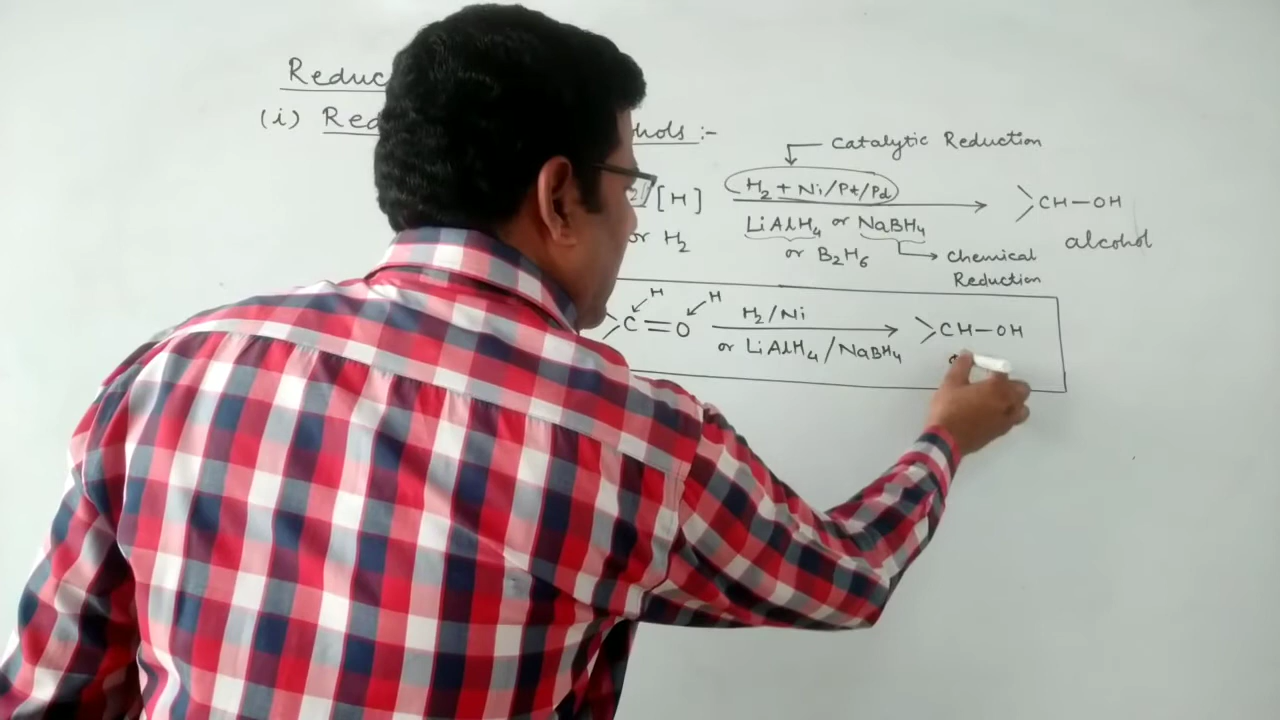 Reduc
(i) Red hols :-
Catalytic Reduction
[H] H₂ + Ni/Pt/Pd >CH—OH
or H₂ LiAlH₄ or NaBH₄ alcohol
or B₂H₆ chemical
Reduction
H H
>C=O H₂/Ni >CH—OH
or LiAlH₄/NaBH₄